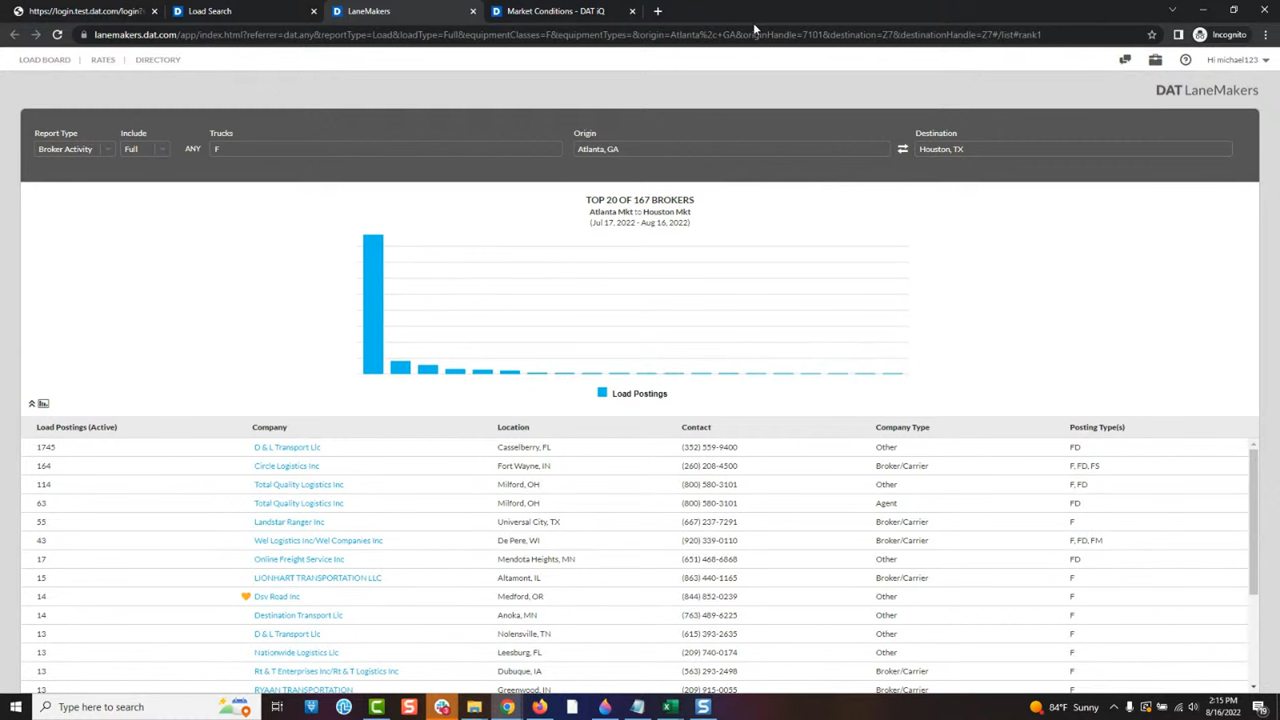 https://login.test.dat.com/login? Load Search LaneMakers Market Conditions - DAT iQ
lanemakers.dat.com/app/index.html?referrer=dat.any&reportType=Load&loadType=Full&equipmentClasses=F&equipmentTypes=&origin=Atlanta%2c+GA&originHandle=7101&destination=Z7&destinationHandle=Z7#/list#rank1 Incognito
LOAD BOARD RATES DIRECTORY Hi michael123
DAT LaneMakers
Report Type Include Trucks Origin Destination
Broker Activity Full ANY F Atlanta, GA Houston, TX
TOP 20 OF 167 BROKERS
Atlanta Mkt to Houston Mkt
(Jul 17, 2022 - Aug 16, 2022)
Load Postings
Load Postings (Active) Company Location Contact Company Type Posting Type(s)
1745 D & L Transport Llc Casselberry, FL (352) 559-9400 Other FD
164 Circle Logistics Inc Fort Wayne, IN (260) 208-4500 Broker/Carrier F, FD, FS
114 Total Quality Logistics Inc Milford, OH (800) 580-3101 Other F, FD
63 Total Quality Logistics Inc Milford, OH (800) 580-3101 Agent FD
55 Landstar Ranger Inc Universal City, TX (667) 237-7291 Broker/Carrier F
43 Wel Logistics Inc/Wel Companies Inc De Pere, WI (920) 339-0110 Broker/Carrier F, FD, FM
17 Online Freight Service Inc Mendota Heights, MN (651) 468-6868 Other FD
15 LIONHART TRANSPORTATION LLC Altamont, IL (863) 440-1165 Broker/Carrier F
14 Dsv Road Inc Medford, OR (844) 852-0239 Other F
14 Destination Transport Llc Anoka, MN (763) 489-6225 Other F
13 D & L Transport Llc Nolensville, TN (615) 393-2635 Other F
13 Nationwide Logistics Llc Leesburg, FL (209) 740-0174 Other F
13 Rt & T Enterprises Inc/Rt & T Logistics Inc Dubuque, IA (563) 293-2498 Broker/Carrier F
13 RYAAN TRANSPORTATION Greenwood, IN (209) 915-0055 Broker/Carrier F
Type here to search 84°F Sunny 2:15 PM
8/16/2022